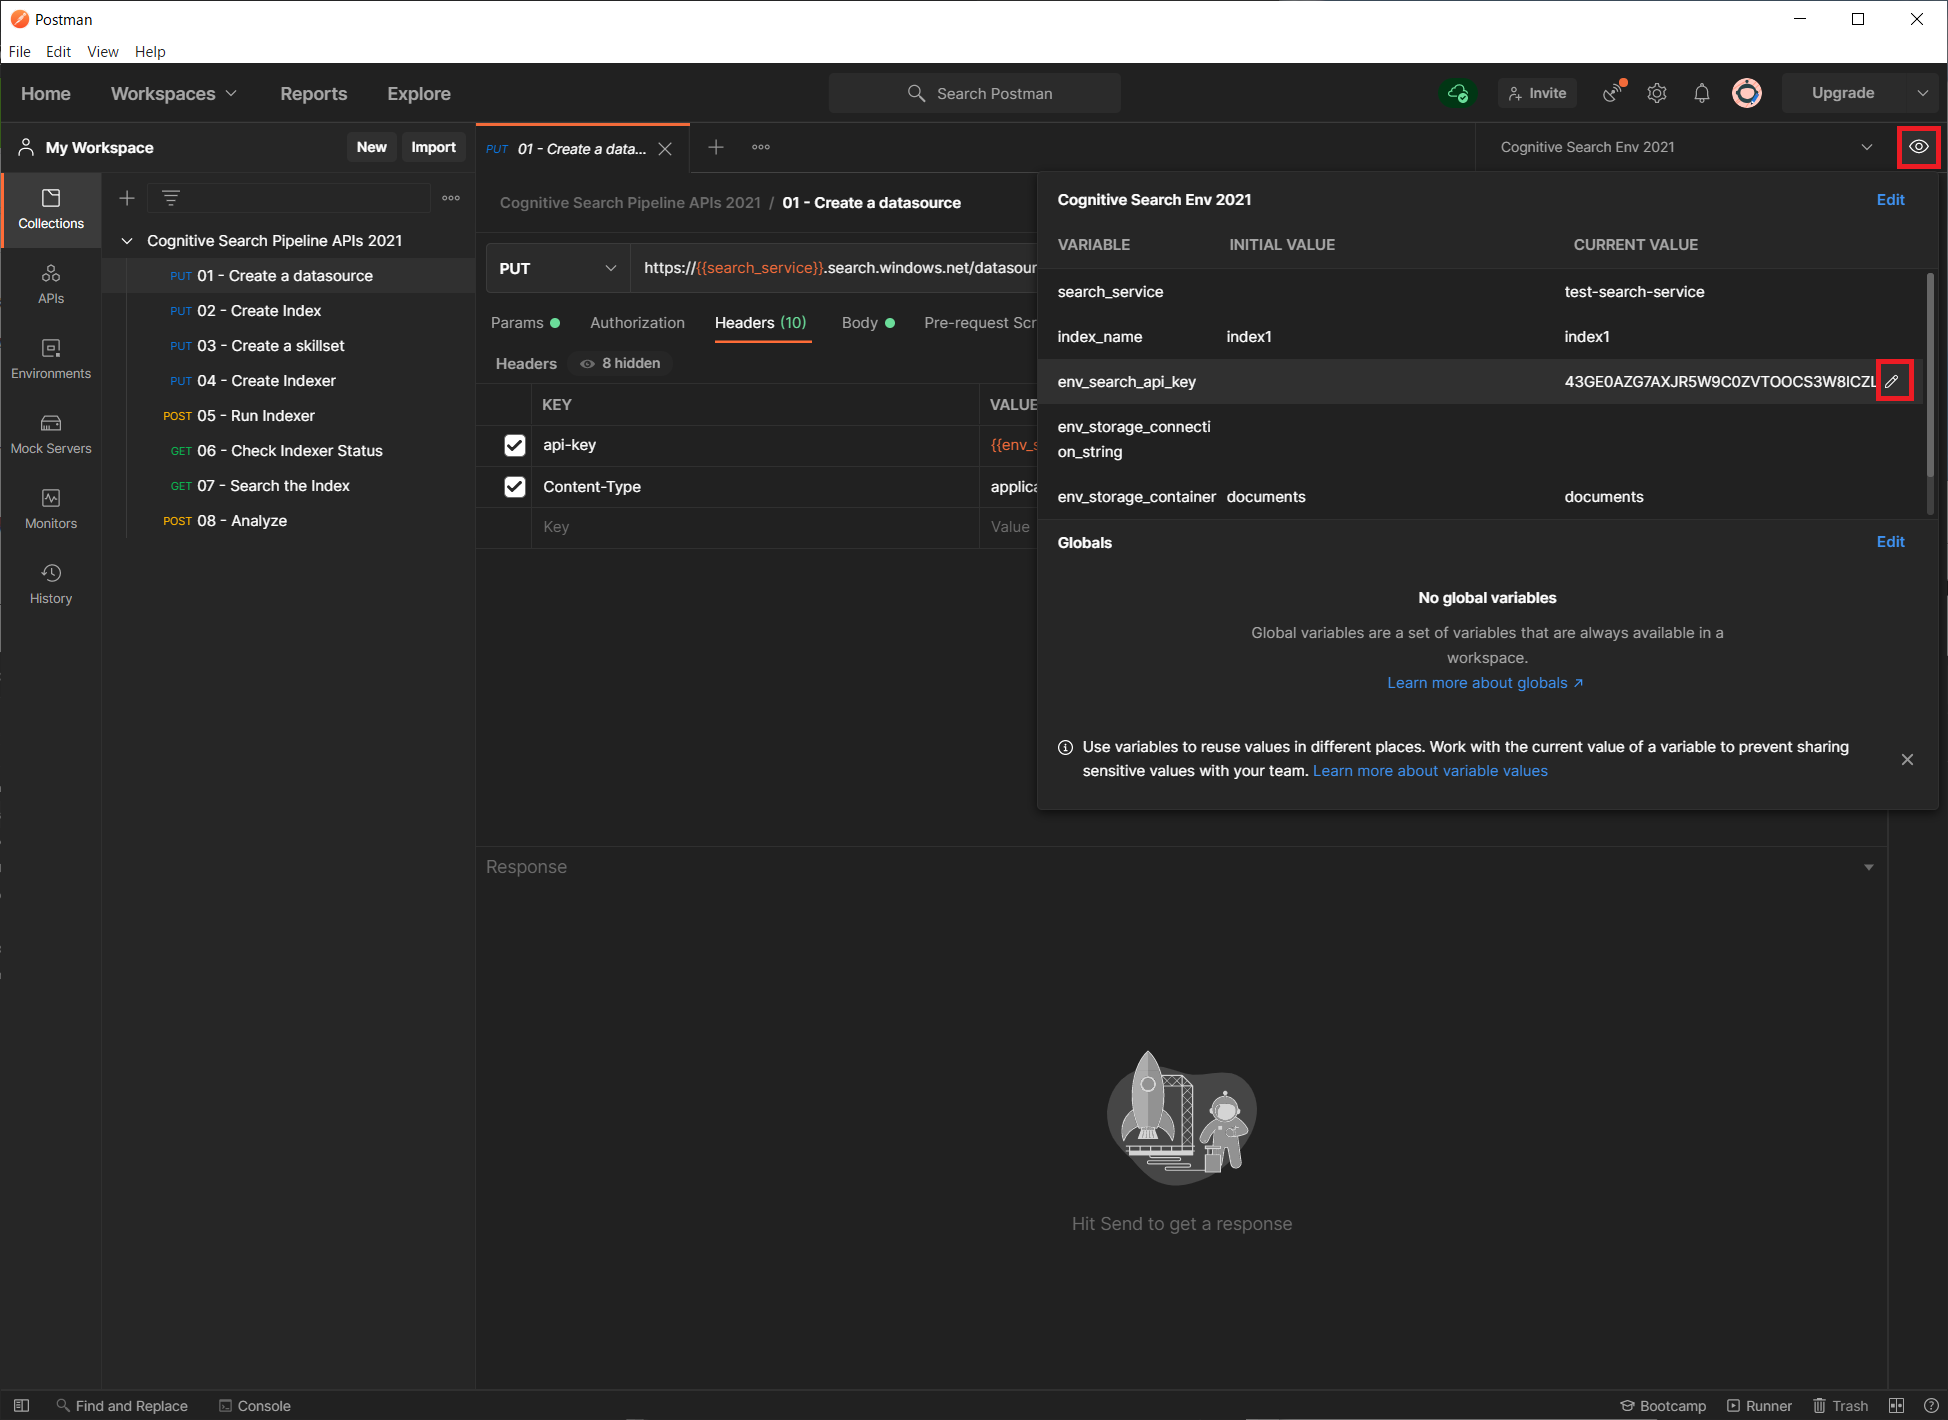 Postman
File Edit View Help
Home Workspaces Reports Explore Search Postman Invite Upgrade
My Workspace New Import PUT 01 - Create a data... Cognitive Search Env 2021
Collections
APIs
Environments
Mock Servers
Monitors
History
Cognitive Search Pipeline APIs 2021
PUT 01 - Create a datasource
PUT 02 - Create Index
PUT 03 - Create a skillset
PUT 04 - Create Indexer
POST 05 - Run Indexer
GET 06 - Check Indexer Status
GET 07 - Search the Index
POST 08 - Analyze
Cognitive Search Pipeline APIs 2021 / 01 - Create a datasource
PUT https://{{search_service}}.search.windows.net/datasour
Params Authorization Headers (10) Body Pre-request Scr
Headers 8 hidden
KEY VALUE
api-key {{env_s
Content-Type applica
Key Value
Cognitive Search Env 2021 Edit
VARIABLE INITIAL VALUE CURRENT VALUE
search_service test-search-service
index_name index1 index1
env_search_api_key 43GE0AZG7AXJR5W9C0ZVTOOCS3W8ICZL
env_storage_connecti
on_string
env_storage_container documents documents
Globals Edit
No global variables
Global variables are a set of variables that are always available in a
workspace.
Learn more about globals ↗
Use variables to reuse values in different places. Work with the current value of a variable to prevent sharing
sensitive values with your team. Learn more about variable values
Response
Hit Send to get a response
Find and Replace Console Bootcamp Runner Trash